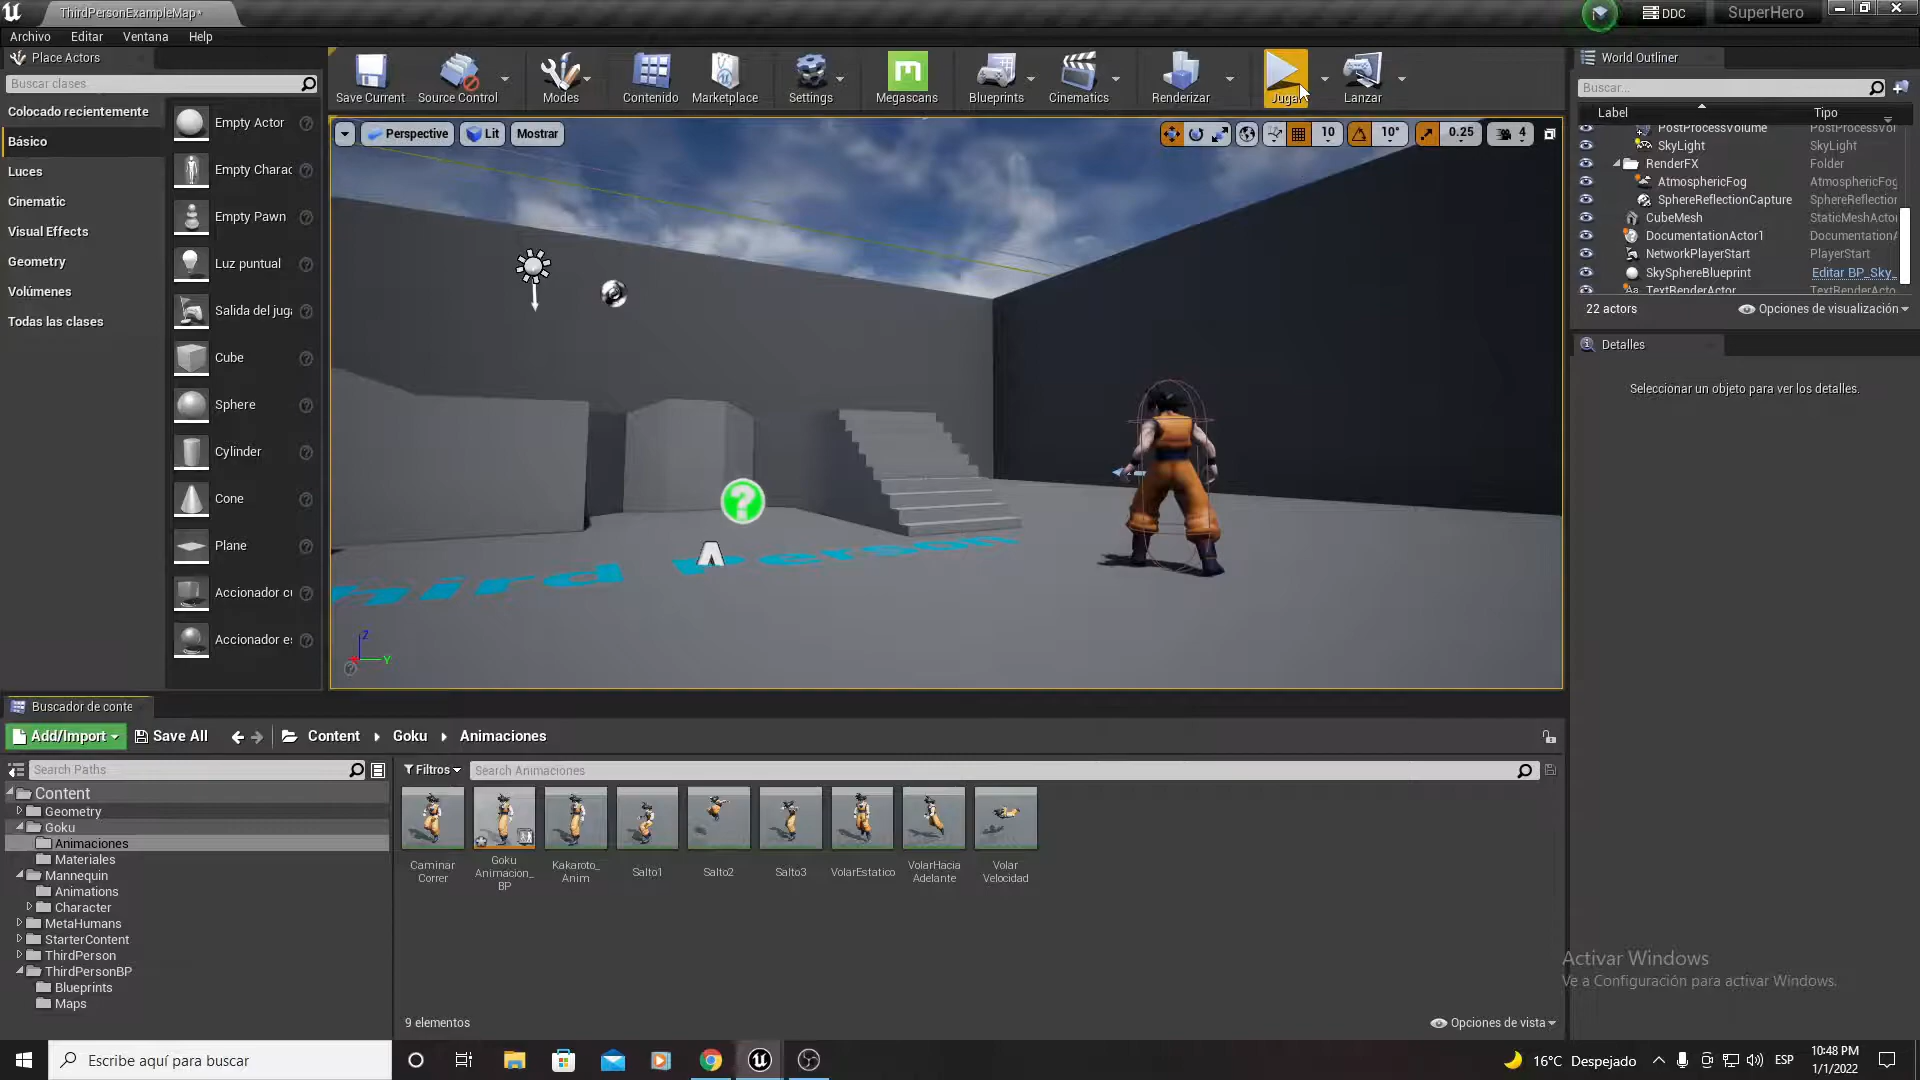 ThirdPersonExampleMap*
DDC
SuperHero
Archivo
Editar
Ventana
Help
Place Actors
World Outliner
Buscar clases
Save Current
Source Control
Modes
Contenido
Marketplace
Settings
Megascans
Blueprints
Cinematics
Renderizar
Jugar
Lanzar
Buscar...
Colocado recientemente
Básico
Luces
Cinematic
Visual Effects
Geometry
Volúmenes
Todas las clases
Empty Actor
Empty Charac
Empty Pawn
Luz puntual
Salida del juga
Cube
Sphere
Cylinder
Cone
Plane
Accionador cu
Accionador es
Perspective
Lit
Mostrar
10
10°
0.25
4
Label
Tipo
PostProcessVolume
PostProcessVol
SkyLight
SkyLight
RenderFX
Folder
AtmosphericFog
AtmosphericFog
SphereReflectionCapture
SphereReflection
CubeMesh
StaticMeshActo
DocumentationActor1
DocumentationA
NetworkPlayerStart
PlayerStart
SkySphereBlueprint
Editar BP_Sky_
TextRenderActor
TextRenderActo
22 actors
Opciones de visualización
Detalles
Seleccionar un objeto para ver los detalles.
hird Person
Z
Y
Buscador de conte
Add/Import
Save All
Content
Goku
Animaciones
Search Paths
Filtros
Search Animaciones
Content
Geometry
Goku
Animaciones
Materiales
Mannequin
Animations
Character
MetaHumans
StarterContent
ThirdPerson
ThirdPersonBP
Blueprints
Maps
Caminar
Correr
Goku
Animacion_
BP
Kakaroto_
Anim
Salto1
Salto2
Salto3
VolarEstatico
VolarHacia
Adelante
Volar
Velocidad
9 elementos
Opciones de vista
Activar Windows
Ve a Configuración para activar Windows.
Escribe aquí para buscar
16°C Despejado
ESP
10:48 PM
1/1/2022